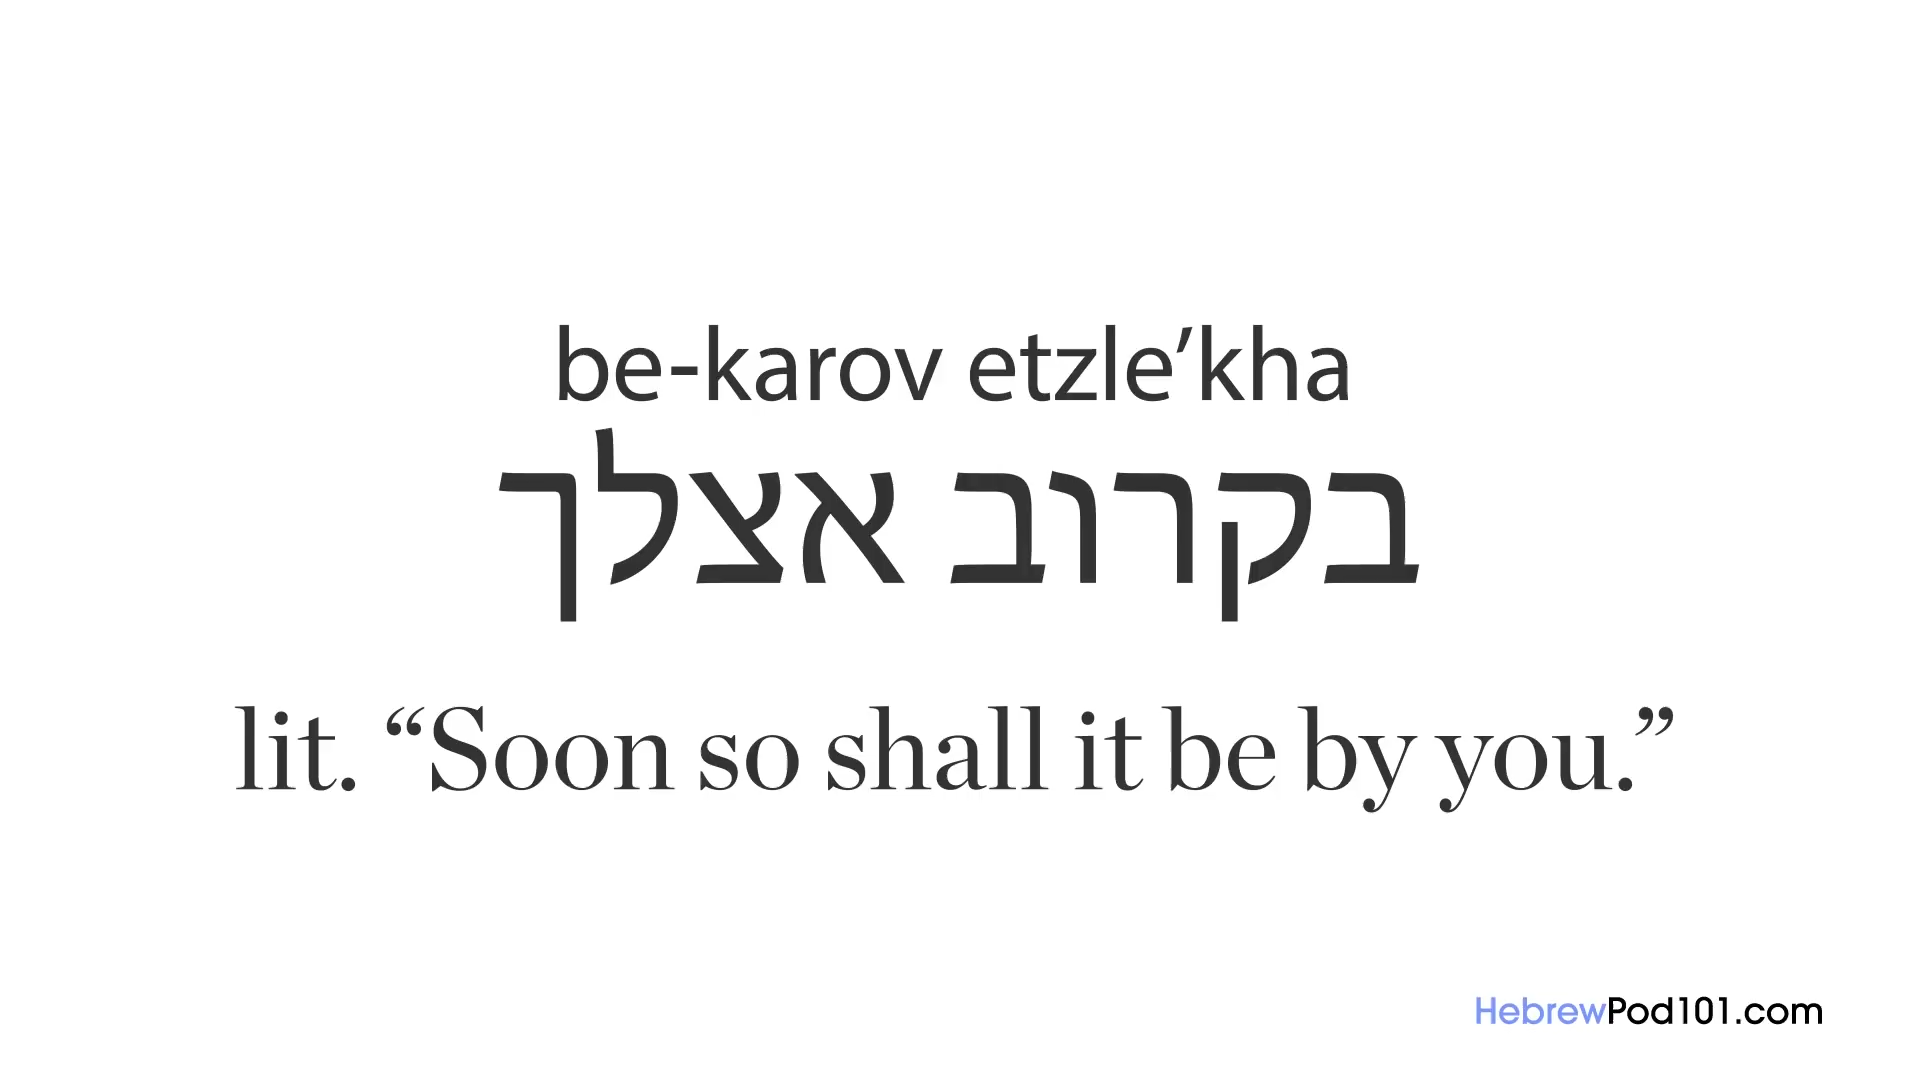 be-karov etzle’kha
בקרוב אצלך
lit. “Soon so shall it be by you.”
HebrewPod101.com